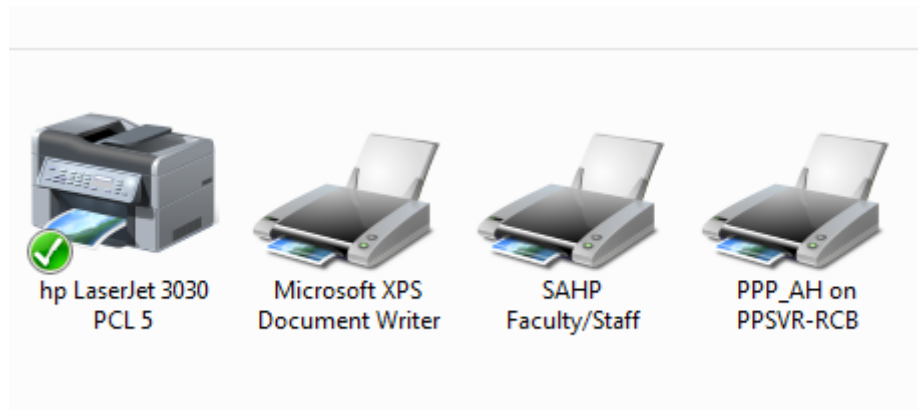 hp LaserJet 3030
PCL 5
Microsoft XPS
Document Writer
SAHP
Faculty/Staff
PPP_AH on
PPSVR-RCB